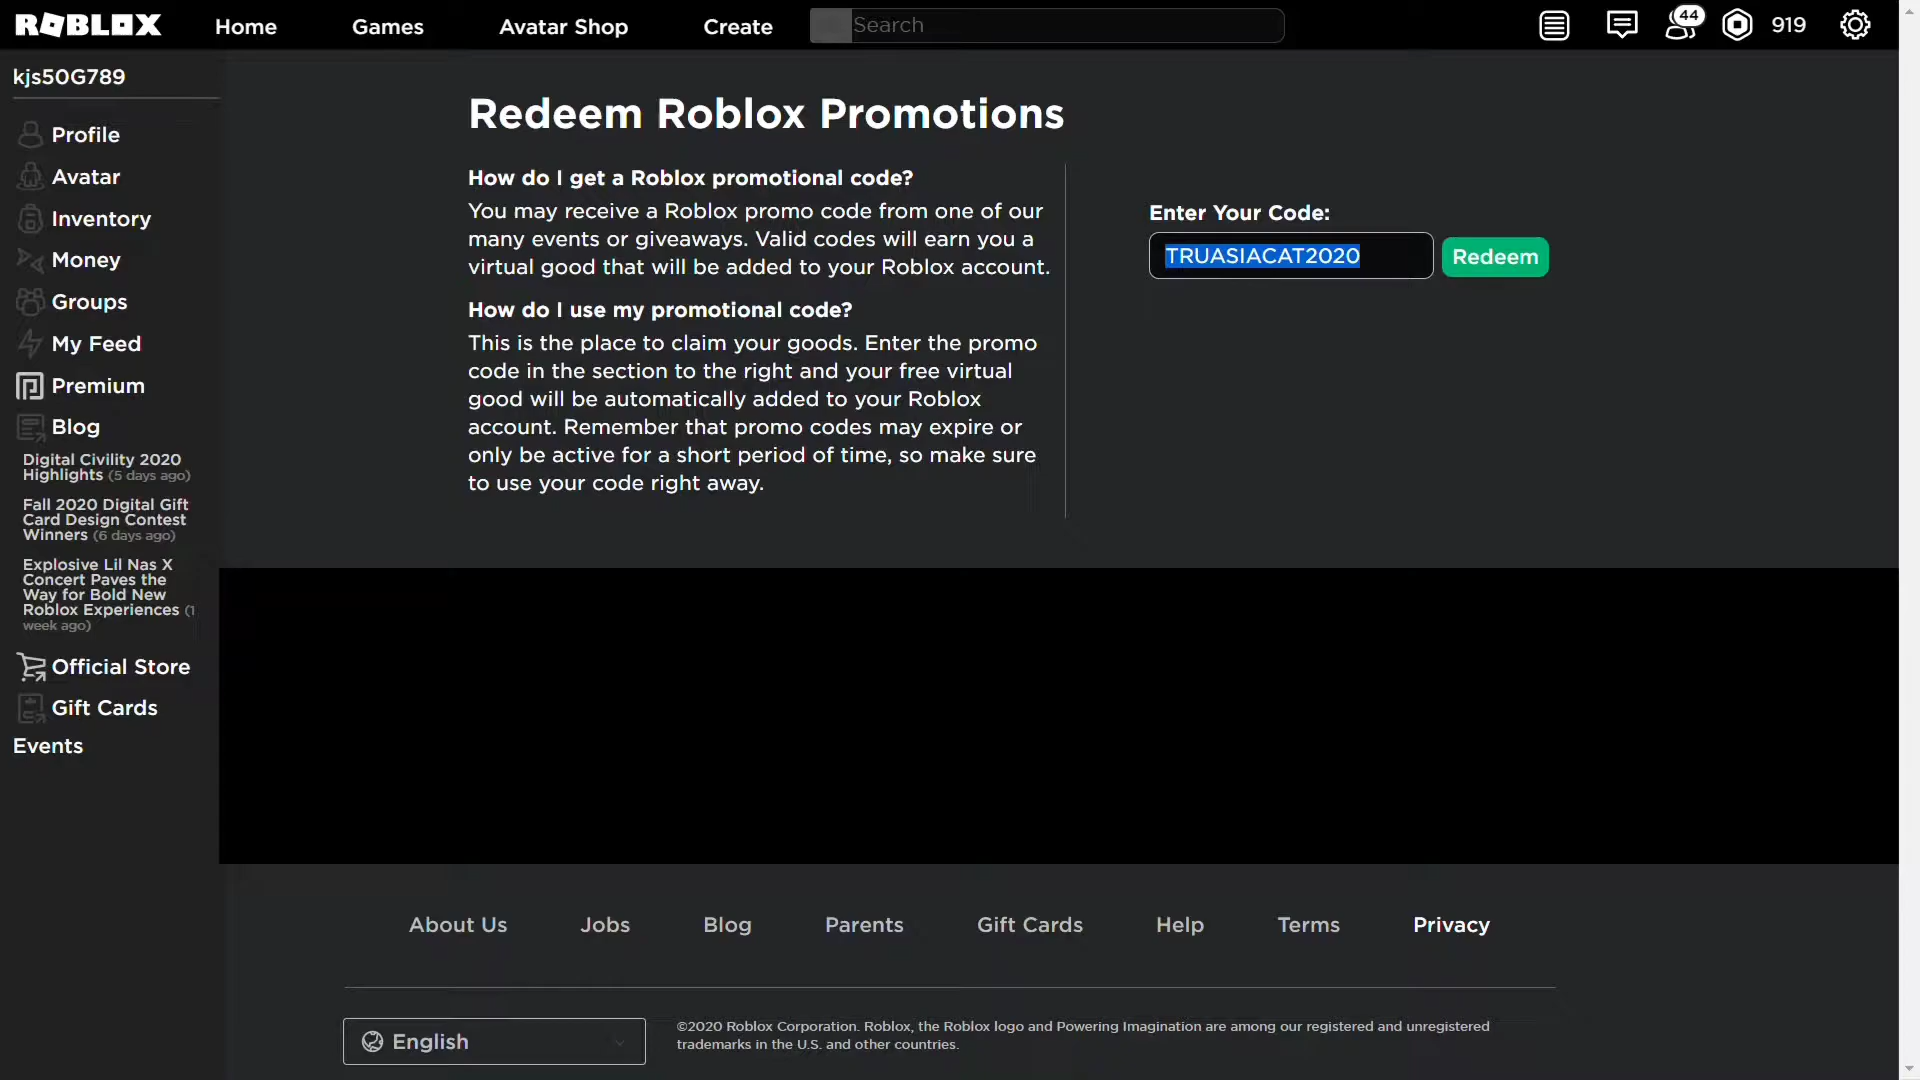 ROBLOX
Home
Games
Avatar Shop
Create
Search
44
919
kjs50G789
Profile
Avatar
Inventory
Money
Groups
My Feed
Premium
Blog
Digital Civility 2020
Highlights (5 days ago)
Fall 2020 Digital Gift
Card Design Contest
Winners (6 days ago)
Explosive Lil Nas X
Concert Paves the
Way for Bold New
Roblox Experiences (1
week ago)
Official Store
Gift Cards
Events
Redeem Roblox Promotions
How do I get a Roblox promotional code?
You may receive a Roblox promo code from one of our
many events or giveaways. Valid codes will earn you a
virtual good that will be added to your Roblox account.
How do I use my promotional code?
This is the place to claim your goods. Enter the promo
code in the section to the right and your free virtual
good will be automatically added to your Roblox
account. Remember that promo codes may expire or
only be active for a short period of time, so make sure
to use your code right away.
Enter Your Code:
TRUASIACAT2020
Redeem
About Us
Jobs
Blog
Parents
Gift Cards
Help
Terms
Privacy
English
©2020 Roblox Corporation. Roblox, the Roblox logo and Powering Imagination are among our registered and unregistered
trademarks in the U.S. and other countries.